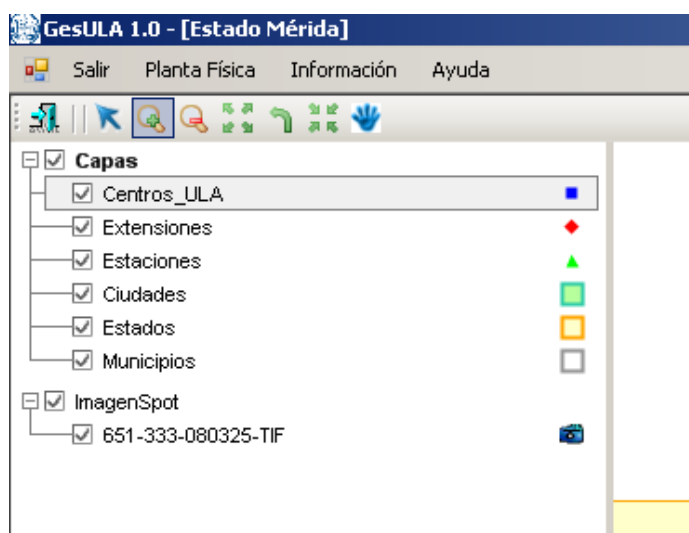 GesULA 1.0 - [Estado Mérida]
Salir Planta Física Información Ayuda
Capas
Centros_ULA
Extensiones
Estaciones
Ciudades
Estados
Municipios
ImagenSpot
651-333-080325-TIF